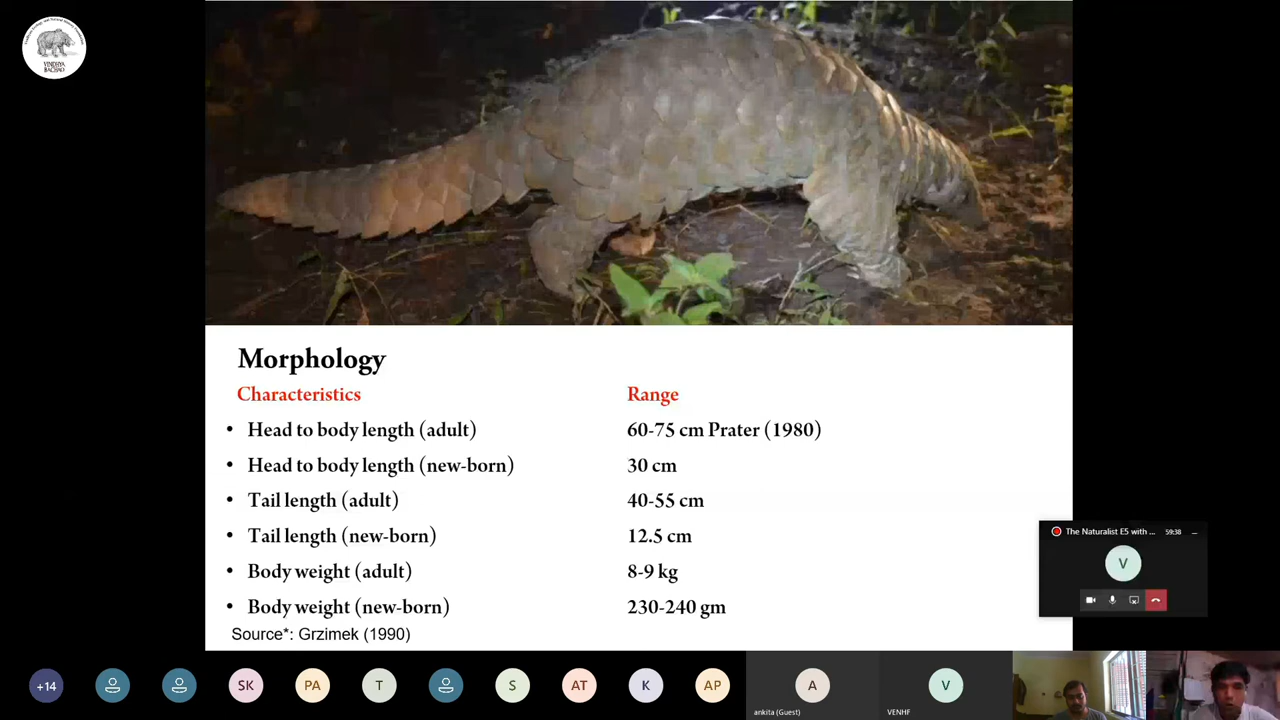 VINDHYA
BACHAO
Morphology
Characteristics Range
• Head to body length (adult) 60-75 cm Prater (1980)
• Head to body length (new-born) 30 cm
• Tail length (adult) 40-55 cm
• Tail length (new-born) 12.5 cm
• Body weight (adult) 8-9 kg
• Body weight (new-born) 230-240 gm
Source*: Grzimek (1990)
The Naturalist E5 with ... 59:38
V
+14 SK PA T S AT K AP A V
ankita (Guest) VENHF